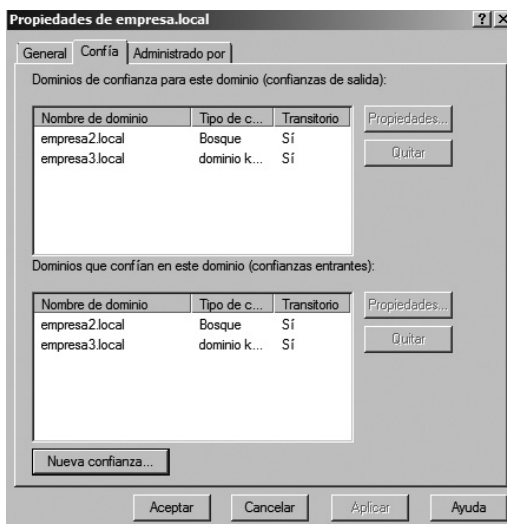 Propiedades de empresa.local
General Confía Administrado por
Dominios de confianza para este dominio (confianzas de salida):
Nombre de dominio Tipo de c... Transitorio Propiedades...
empresa2.local Bosque Sí
empresa3.local dominio k... Sí Quitar
Dominios que confían en este dominio (confianzas entrantes):
Nombre de dominio Tipo de c... Transitorio Propiedades...
empresa2.local Bosque Sí
empresa3.local dominio k... Sí Quitar
Nueva confianza...
Aceptar Cancelar Aplicar Ayuda